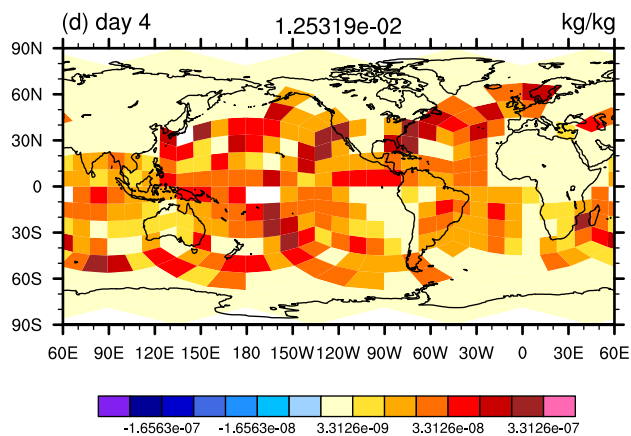 (d) day 4 1.25319e-02 kg/kg
90N
60N
30N
0
30S
60S
90S
60E 90E 120E 150E 180 150W 120W 90W 60W 30W 0 30E 60E
-1.6563e-07 -1.6563e-08 3.3126e-09 3.3126e-08 3.3126e-07